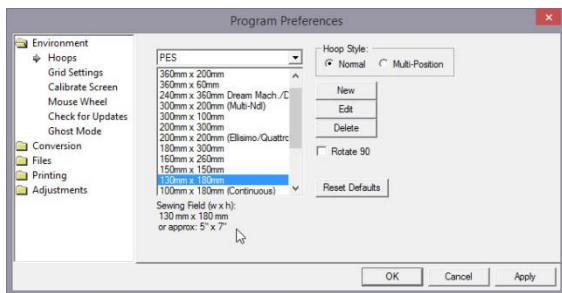 Program Preferences
Environment
Hoops
Grid Settings
Calibrate Screen
Mouse Wheel
Check for Updates
Ghost Mode
Conversion
Files
Printing
Adjustments
PES
360mm x 200mm
360mm x 60mm
240mm x 360mm Dream Mach./D
300mm x 200mm (Multi-Ndl)
300mm x 100mm
200mm x 300mm
200mm x 200mm (Ellisimo/Quattro
180mm x 300mm
160mm x 260mm
150mm x 150mm
130mm x 180mm
100mm x 180mm (Continuous)
Sewing Field (w x h):
130 mm x 180 mm
or approx: 5" x 7"
Hoop Style:
Normal Multi-Position
New
Edit
Delete
Rotate 90
Reset Defaults
OK Cancel Apply